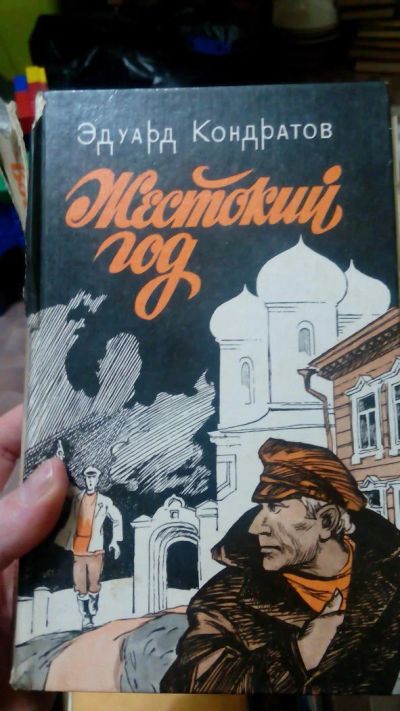 Эдуард Кондратов
Жестокий
год